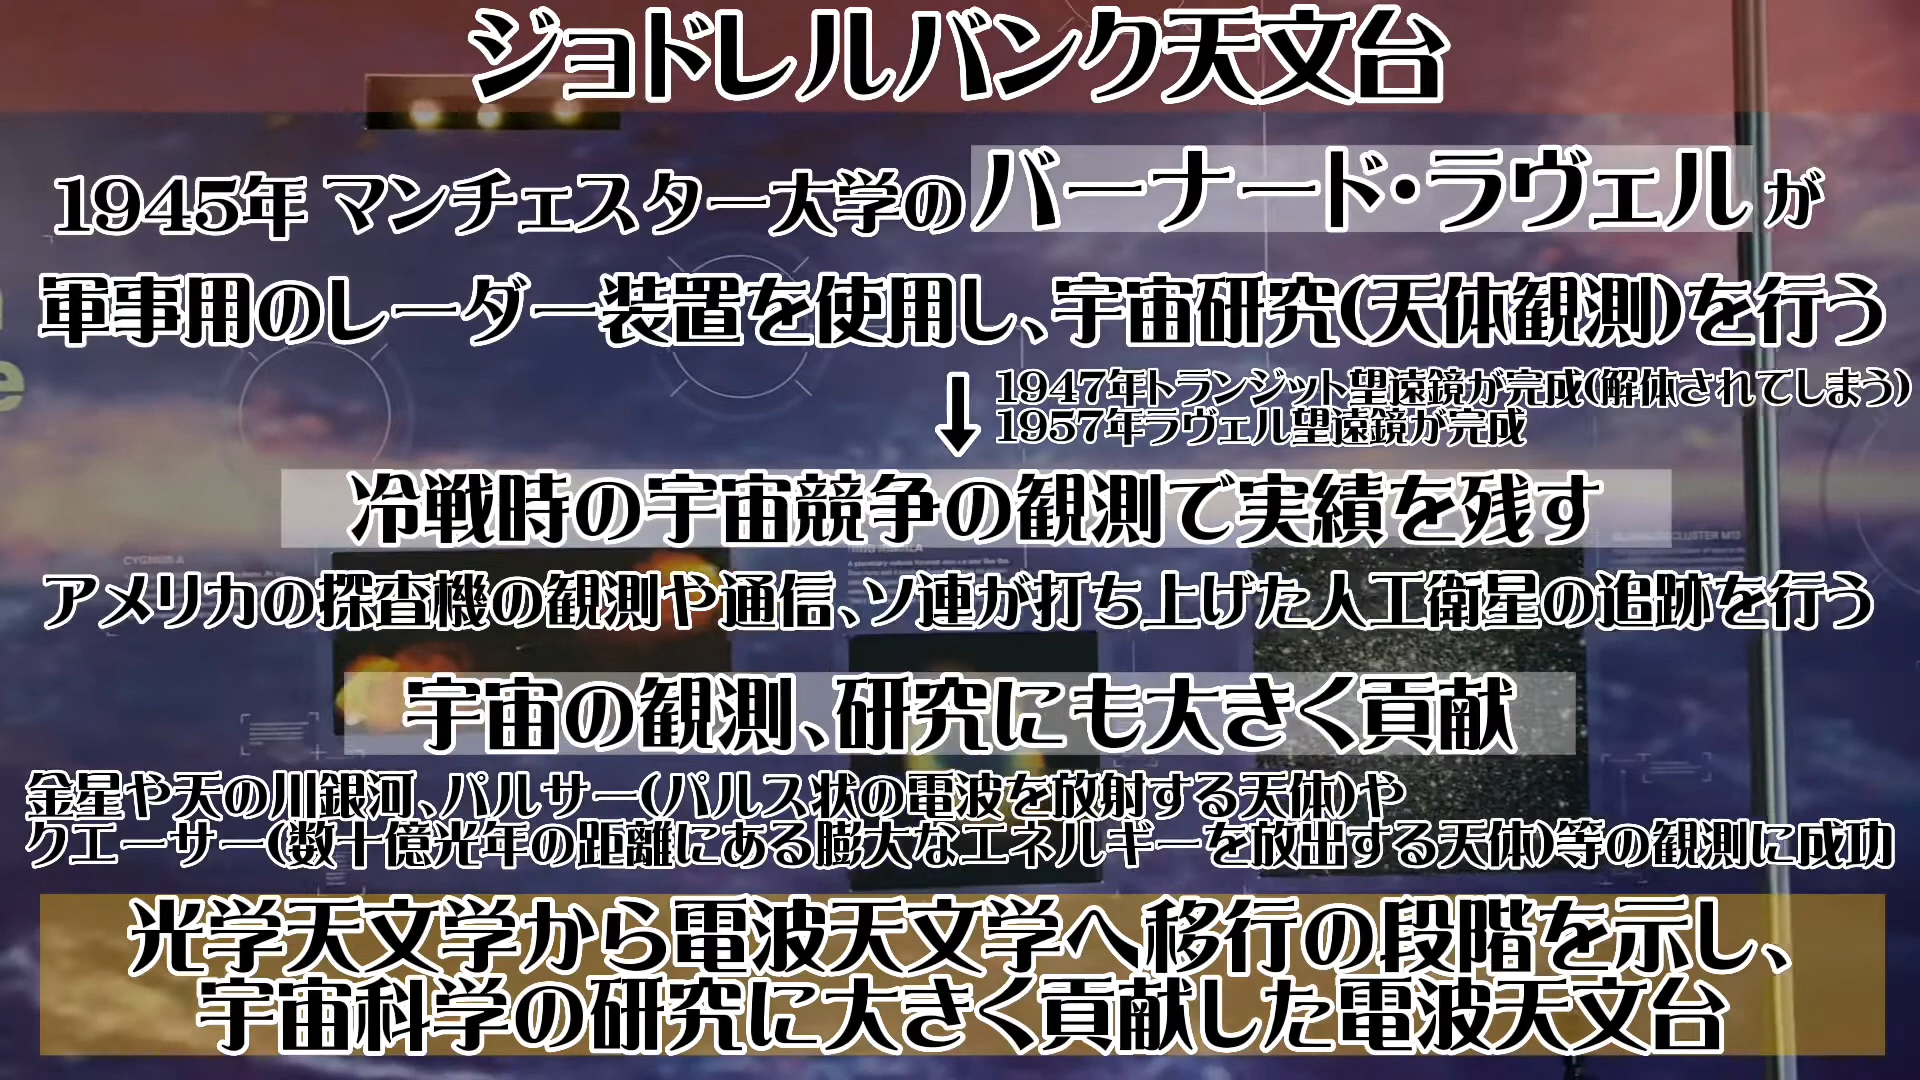 ジョドレルバンク天文台
1945年 マンチェスター大学のバーナード・ラヴェルが
軍事用のレーダー装置を使用し、宇宙研究(天体観測)を行う
↓
1947年トランジット望遠鏡が完成(解体されてしまう)
1957年ラヴェル望遠鏡が完成
冷戦時の宇宙競争の観測で実績を残す
CYGNUS A
CLUSTER M13
アメリカの探査機の観測や通信、ソ連が打ち上げた人工衛星の追跡を行う
宇宙の観測、研究にも大きく貢献
金星や天の川銀河、パルサー(パルス状の電波を放射する天体)や
クエーサー(数十億光年の距離にある膨大なエネルギーを放出する天体)等の観測に成功
光学天文学から電波天文学へ移行の段階を示し、
宇宙科学の研究に大きく貢献した電波天文台